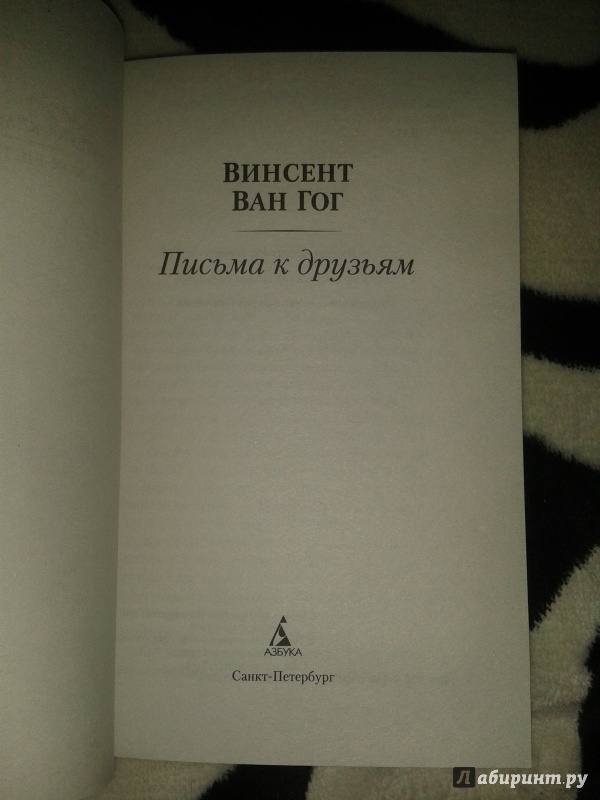 ВИНСЕНТ
ВАН ГОГ
Письма к друзьям
АЗБУКА
Санкт-Петербург
Лабиринт.ру